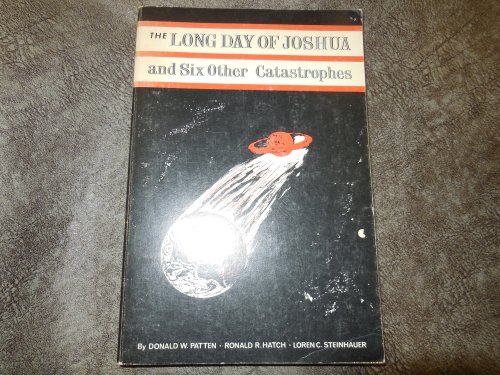 THE LONG DAY OF JOSHUA
and Six Other Catastrophes
By DONALD W. PATTEN · RONALD R. HATCH · LOREN C. STEINHAUER